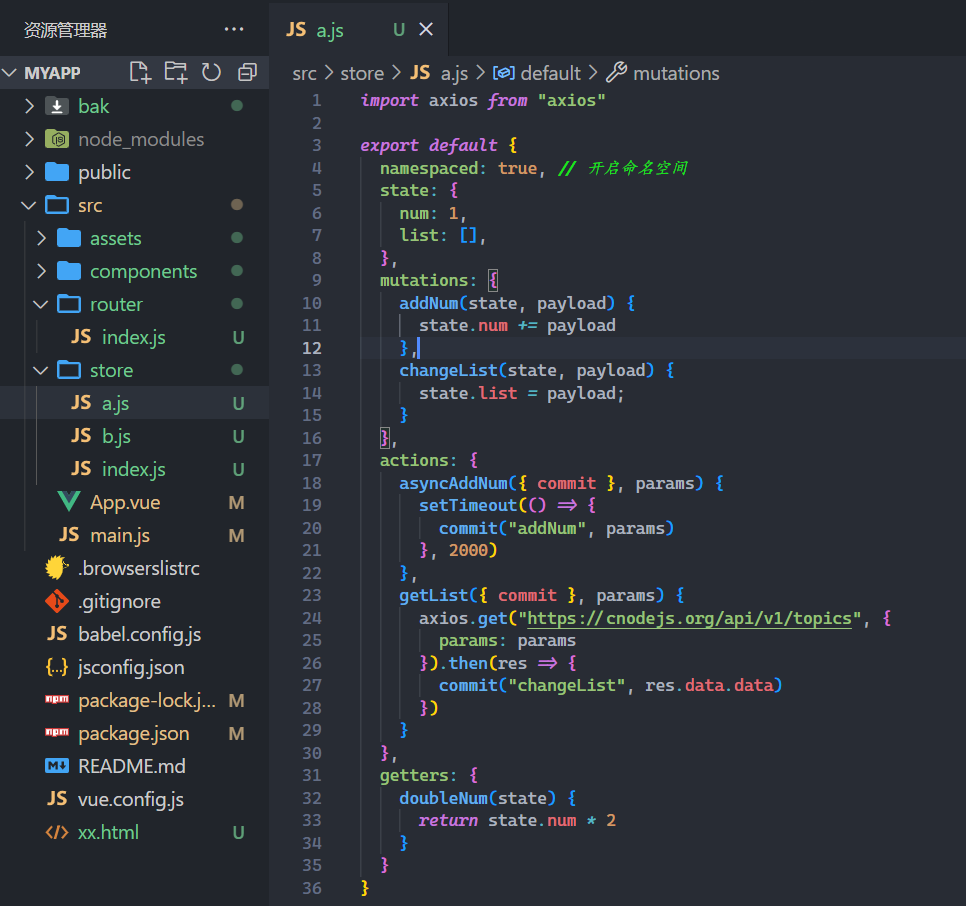 资源管理器
MYAPP
bak
node_modules
public
src
assets
components
router
JS index.js U
store
JS a.js U
JS b.js U
JS index.js U
App.vue M
JS main.js M
.browserslistrc
.gitignore
JS babel.config.js
{..} jsconfig.json
npm package-lock.j... M
npm package.json M
README.md
JS vue.config.js
xx.html U
JS a.js U
src > store > JS a.js > default > mutations
1 import axios from "axios"
2
3 export default {
4 namespaced: true, // 开启命名空间
5 state: {
6 num: 1,
7 list: [],
8 },
9 mutations: {
10 addNum(state, payload) {
11 state.num += payload
12 },
13 changeList(state, payload) {
14 state.list = payload;
15 }
16 },
17 actions: {
18 asyncAddNum({ commit }, params) {
19 setTimeout(() => {
20 commit("addNum", params)
21 }, 2000)
22 },
23 getList({ commit }, params) {
24 axios.get("https://cnodejs.org/api/v1/topics", {
25 params: params
26 }).then(res => {
27 commit("changeList", res.data.data)
28 })
29 }
30 },
31 getters: {
32 doubleNum(state) {
33 return state.num * 2
34 }
35 }
36 }